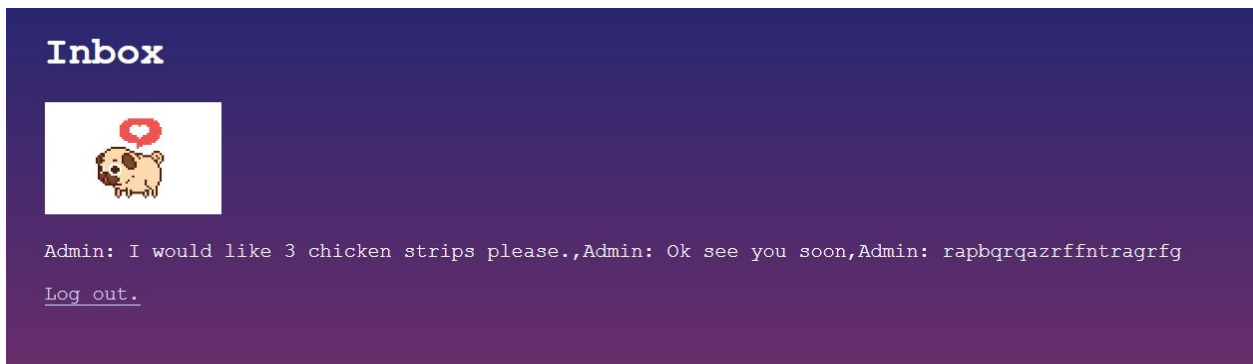 Inbox
Admin: I would like 3 chicken strips please.,Admin: Ok see you soon,Admin: rapbqrqazrffntragrfg
Log out.